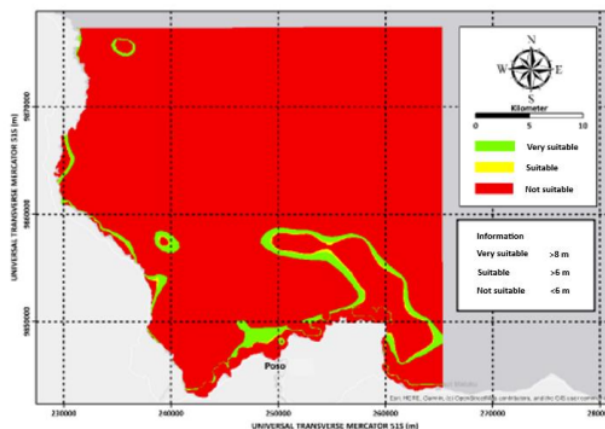 N
W E
S
Kilometer
0 5 10
Very suitable
Suitable
Not suitable
Information
Very suitable >8 m
Suitable >6 m
Not suitable <6 m
UNIVERSAL TRANSVERSE MERCATOR 51S (m)
9870000
9860000
9850000
Poso
230000 240000 250000 260000 270000 2800
UNIVERSAL TRANSVERSE MERCATOR 51S (m)